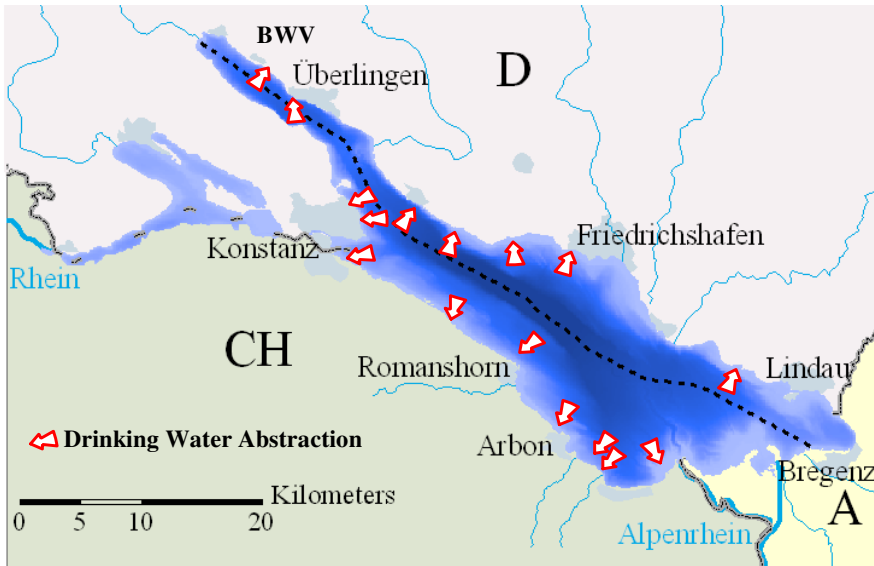 BWV
Überlingen
D
Konstanz
Friedrichshafen
Rhein
CH
Romanshorn
Lindau
Drinking Water Abstraction
Arbon
Bregenz
Kilometers
A
0 5 10 20
Alpenrhein